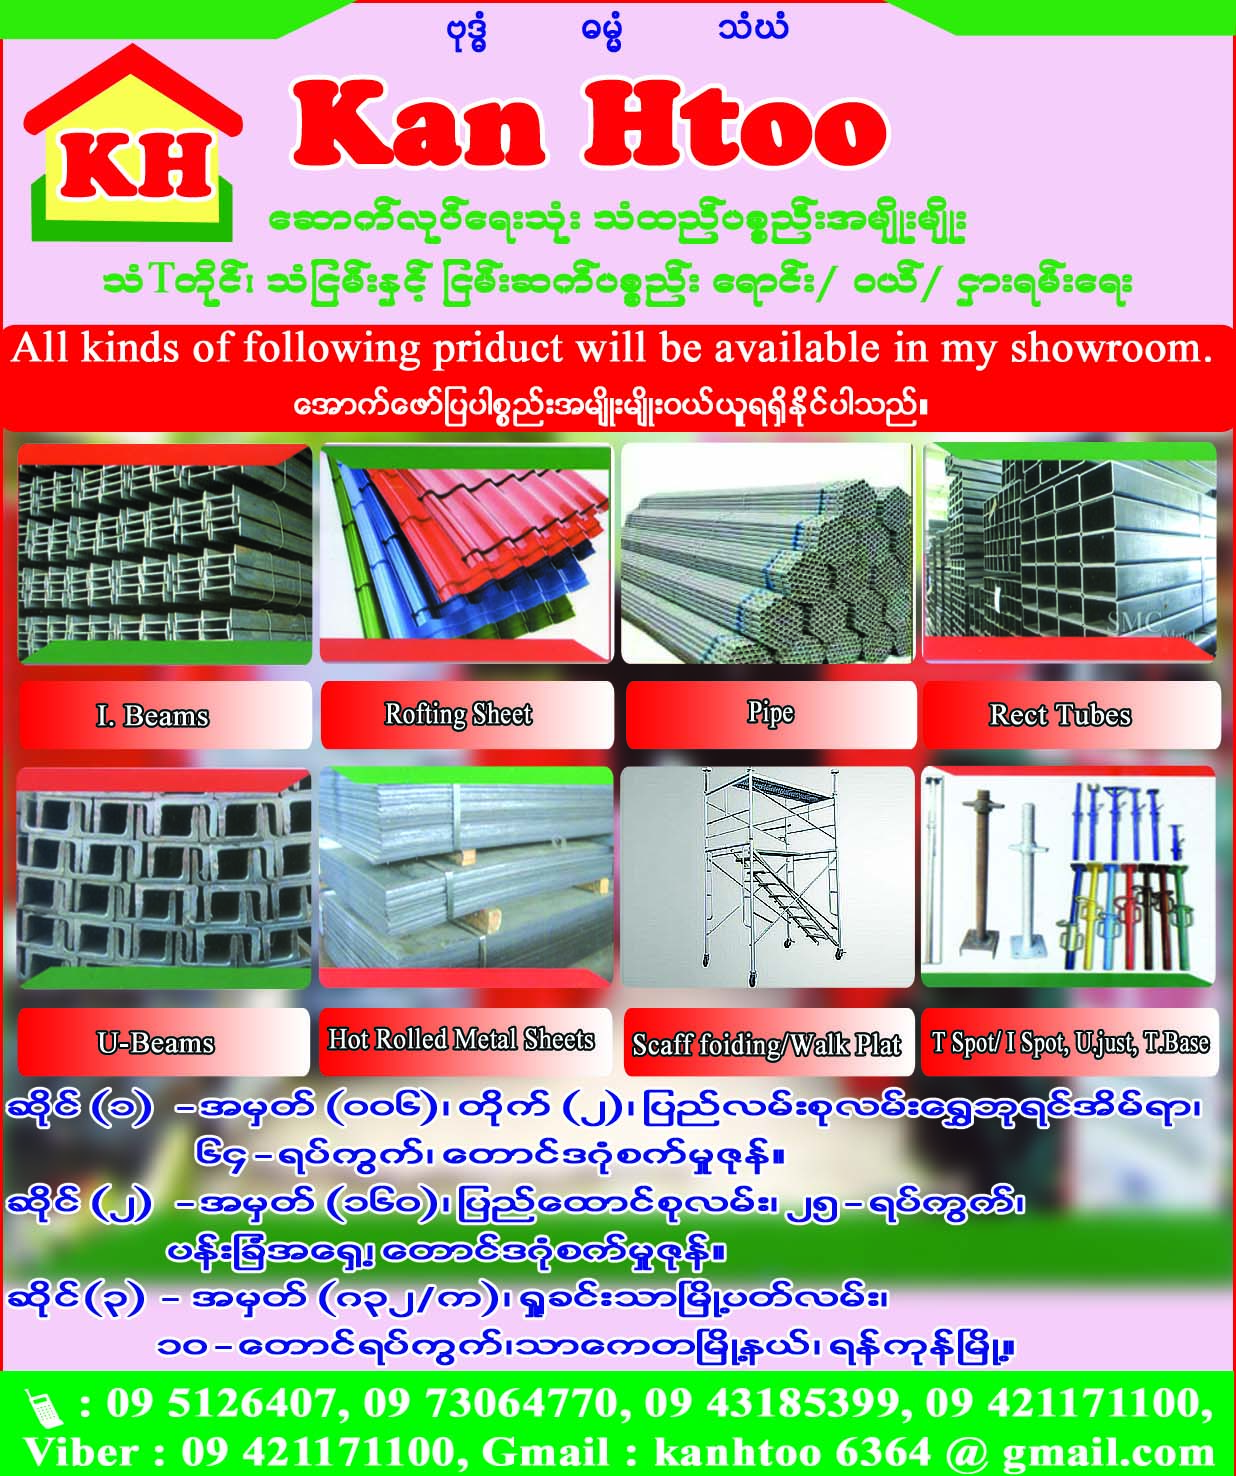 ဗုဒ္ဓံ ဓမ္မံ သံဃံ
KH
Kan Htoo
ဆောက်လုပ်ရေးသုံး သံထည်ပစ္စည်းအမျိုးမျိုး
သံTတိုင်၊ သံငြမ်းနှင့် ငြမ်းဆက်ပစ္စည်း ရောင်း/ ဝယ်/ ငှားရမ်းရေး
All kinds of following priduct will be available in my showroom.
အောက်ဖော်ပြပါစ္စည်းအမျိုးမျိုးဝယ်ယူရရှိနိုင်ပါသည်။
SMC Metal
I. Beams
Rofting Sheet
Pipe
Rect Tubes
U-Beams
Hot Rolled Metal Sheets
Scaff foiding/Walk Plat
T Spot/ I Spot, U.just, T.Base
ဆိုင် (၁) -အမှတ် (၀၀၆)၊ တိုက် (၂)၊ ပြည်လမ်းစုလမ်းရွှေဘုရင်အိမ်ရာ၊
၆၄-ရပ်ကွက်၊ တောင်ဒဂုံစက်မှုဇုန်။
ဆိုင် (၂) -အမှတ် (၁၆၀)၊ ပြည်ထောင်စုလမ်း၊ ၂၅-ရပ်ကွက်၊
ပန်းခြံအရှေ့၊ တောင်ဒဂုံစက်မှုဇုန်။
ဆိုင်(၃) - အမှတ် (၈၃၂/က)၊ ရှုခင်းသာမြို့ပတ်လမ်း၊
၁၀-တောင်ရပ်ကွက်၊သာကေတမြို့နယ်၊ ရန်ကုန်မြို့။
: 09 5126407, 09 73064770, 09 43185399, 09 421171100,
Viber : 09 421171100, Gmail : kanhtoo 6364 @ gmail.com